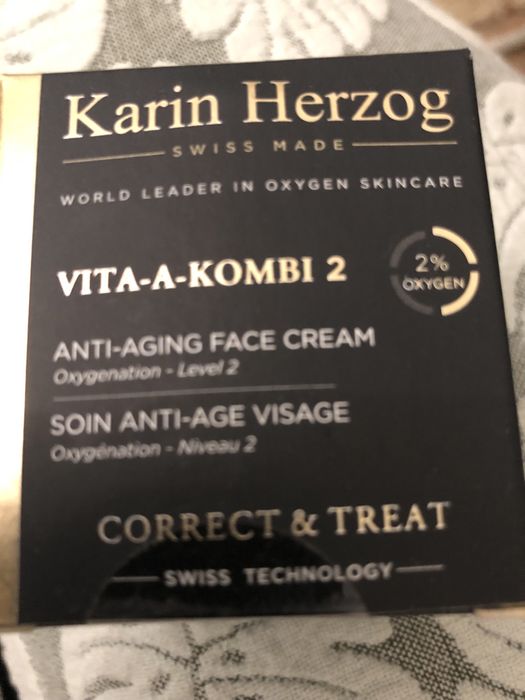 Karin Herzog
SWISS MADE
WORLD LEADER IN OXYGEN SKINCARE
VITA-A-KOMBI 2
2%
OXYGEN
ANTI-AGING FACE CREAM
Oxygenation - Level 2
SOIN ANTI-AGE VISAGE
Oxygénation - Niveau 2
CORRECT & TREAT
SWISS TECHNOLOGY